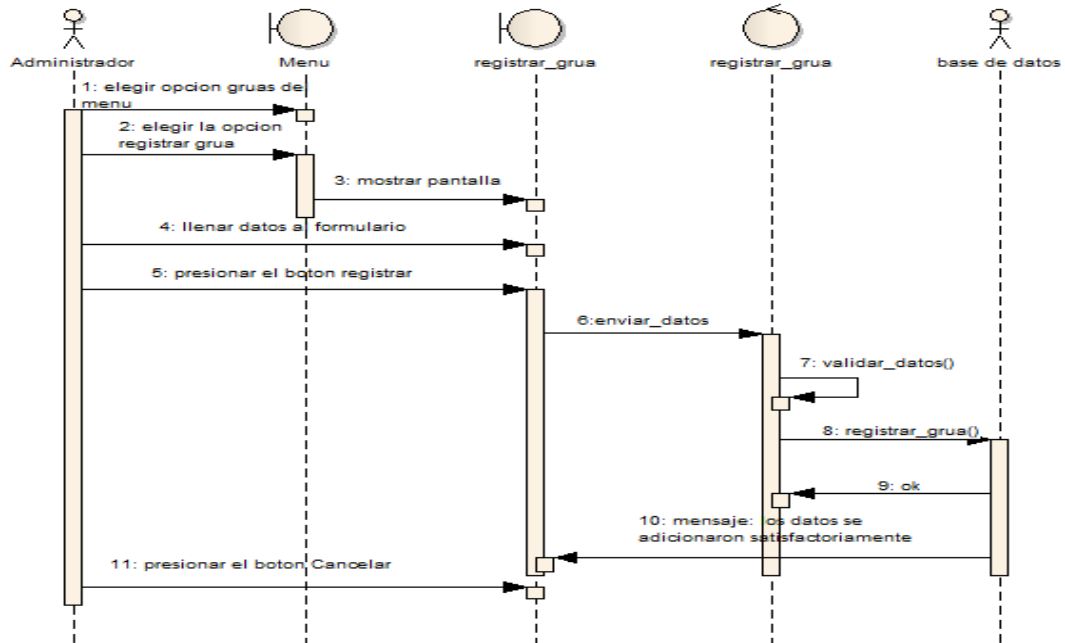 Administrador
Menu
registrar_grua
registrar_grua
base de datos
1: elegir opcion gruas de
menu
2: elegir la opcion
registrar grua
3: mostrar pantalla
4: llenar datos al formulario
5: presionar el boton registrar
6:enviar_datos
7: validar_datos()
8: registrar_grua()
9: ok
10: mensaje: los datos se
adicionaron satisfactoriamente
11: presionar el boton Cancelar